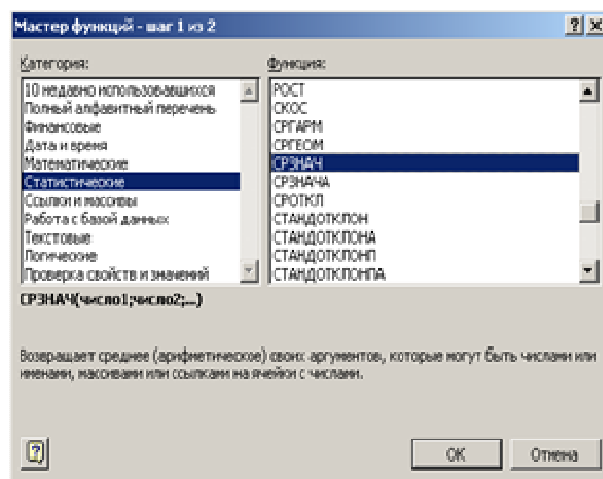 Мастер функций - шаг 1 из 2
Категория:
10 недавно использовавшихся
Полный алфавитный перечень
Финансовые
Дата и время
Математические
Статистические
Ссылки и массивы
Работа с базой данных
Текстовые
Логические
Проверка свойств и значений
Функция:
РОСТ
СКОС
СРГАРМ
СРГЕОМ
СРЗНАЧ
СРЗНАЧА
СРОТКЛ
СТАНДОТКЛОН
СТАНДОТКЛОНА
СТАНДОТКЛОНП
СТАНДОТКЛОНПА
СРЗНАЧ(число1;число2;...)
Возвращает среднее (арифметическое) своих аргументов, которые могут быть числами или
именами, массивами или ссылками на ячейки с числами.
ОК
Отмена